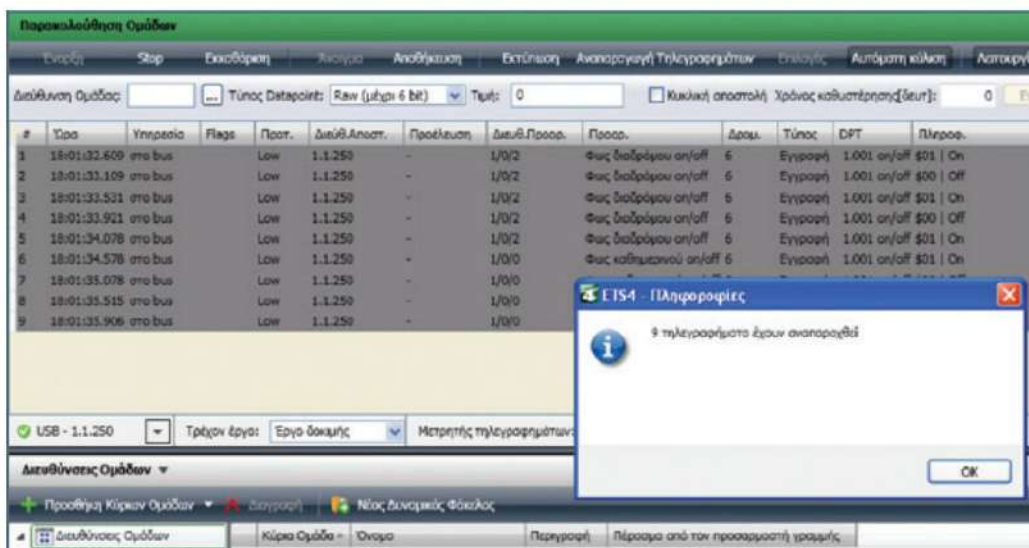 Παρακολούθηση Ομάδων
Έναρξη Stop Εκκαθάριση Άνοιγμα Αποθήκευση Εκτύπωση Αναπαραγωγή Τηλεγραφημάτων Επιλογές Αυτόματη κύλιση Λειτουργί
Διεύθυνση Ομάδας: ... Τύπος Datapoint: Raw (μέχρι 6 bit) Τιμή: 0 Κυκλική αποστολή Χρόνος καθυστέρησης[δευτ]: 0
# Ώρα Υπηρεσία Flags Προτ. Διεύθ.Αποστ. Προέλευση Διευθ.Προορ. Προορ. Δρομ. Τύπος DPT Πληροφ.
1 18:01:32.609 στο bus Low 1.1.250 - 1/0/2 Φως διαδρόμου on/off 6 Εγγραφή 1.001 on/off $01 | On
2 18:01:33.109 στο bus Low 1.1.250 - 1/0/2 Φως διαδρόμου on/off 6 Εγγραφή 1.001 on/off $00 | Off
3 18:01:33.531 στο bus Low 1.1.250 - 1/0/2 Φως διαδρόμου on/off 6 Εγγραφή 1.001 on/off $01 | On
4 18:01:33.921 στο bus Low 1.1.250 - 1/0/2 Φως διαδρόμου on/off 6 Εγγραφή 1.001 on/off $00 | Off
5 18:01:34.078 στο bus Low 1.1.250 - 1/0/2 Φως διαδρόμου on/off 6 Εγγραφή 1.001 on/off $01 | On
6 18:01:34.578 στο bus Low 1.1.250 - 1/0/0 Φως καθημερινού on/off 6 Εγγραφή 1.001 on/off $01 | On
7 18:01:35.078 στο bus Low 1.1.250 - 1/0/0
8 18:01:35.515 στο bus Low 1.1.250 - 1/0/0
9 18:01:35.906 στο bus Low 1.1.250 - 1/0/0
ETS4 - Πληροφορίες
9 τηλεγραφήματα έχουν αναπαραχθεί
OK
USB - 1.1.250 Τρέχον έργο: Έργο δοκιμής Μετρητής τηλεγραφημάτων:
Διευθύνσεις Ομάδων
Προσθήκη Κύριων Ομάδων Διαγραφή Νέος Δυναμικός Φάκελος
Διευθύνσεις Ομάδων Κύρια Ομάδα Όνομα Περιγραφή Πέρασμα από τον προσαρμοστή γραμμής